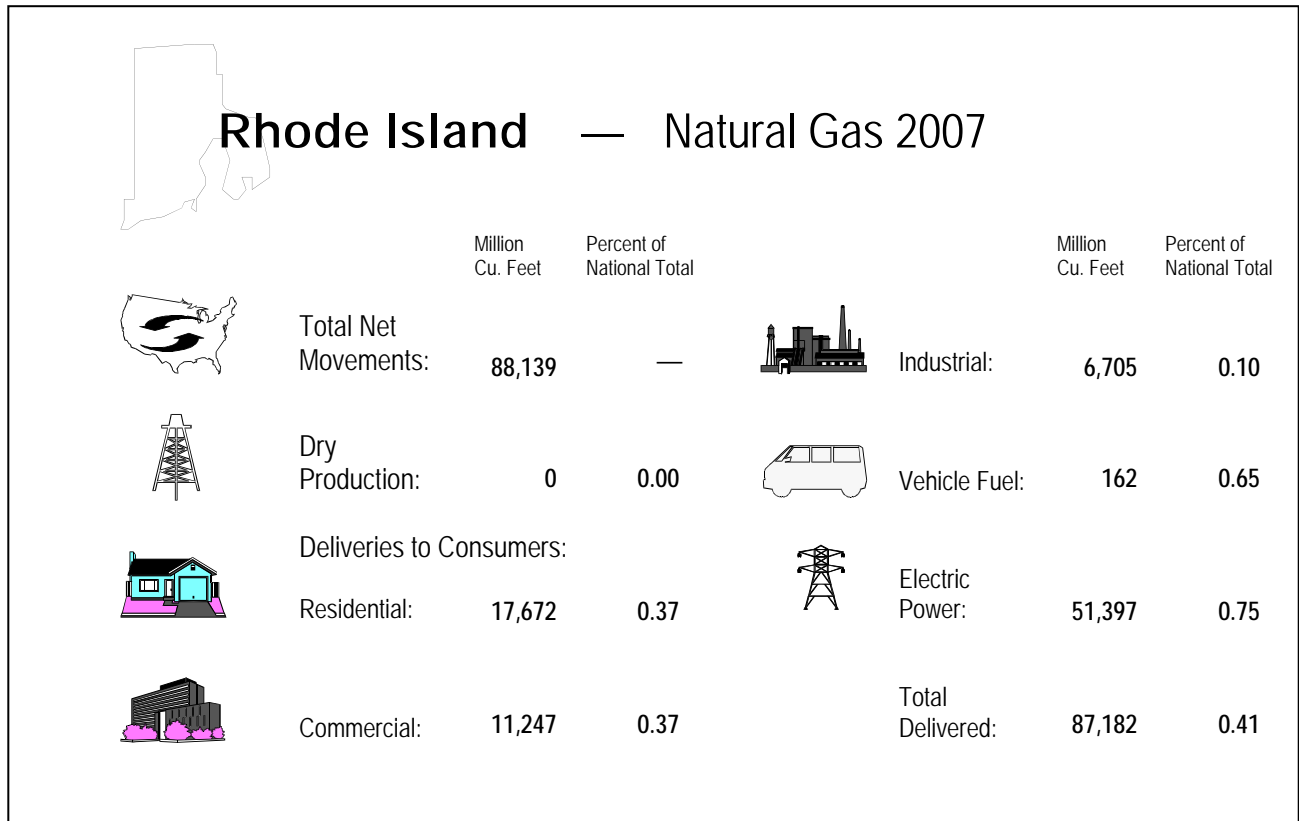 Rhode Island — Natural Gas 2007
Million Cu. Feet
Percent of National Total
Total Net Movements: 88,139 —
Dry Production: 0 0.00
Deliveries to Consumers:
Residential: 17,672 0.37
Commercial: 11,247 0.37
Million Cu. Feet
Percent of National Total
Industrial: 6,705 0.10
Vehicle Fuel: 162 0.65
Electric Power: 51,397 0.75
Total Delivered: 87,182 0.41